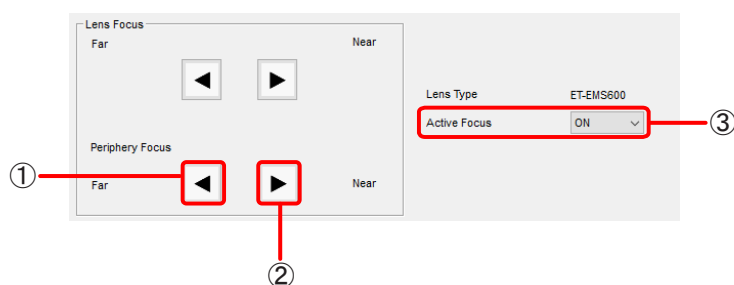 Lens Focus
Far Near
◀ ▶
Lens Type ET-EMS600
Active Focus ON
③
Periphery Focus
①
Far ◀ ▶ Near
②